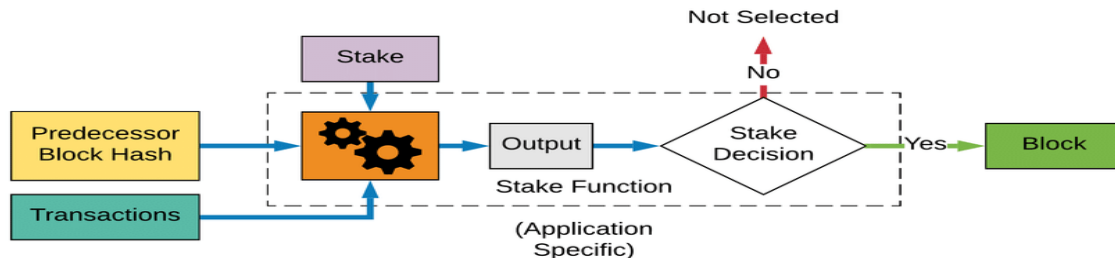 Not Selected
Stake
No
Predecessor
Block Hash
Output
Stake
Decision
Yes
Block
Stake Function
Transactions
(Application
Specific)